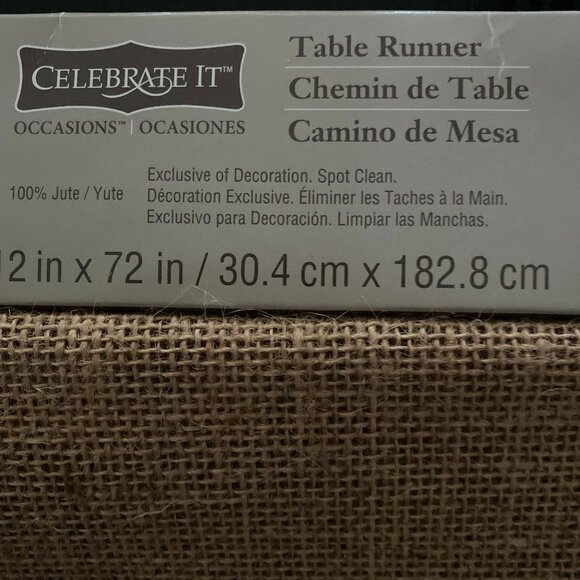 CELEBRATE IT™
OCCASIONS™ | OCASIONES
Table Runner
Chemin de Table
Camino de Mesa
100% Jute / Yute
Exclusive of Decoration. Spot Clean.
Décoration Exclusive. Éliminer les Taches à la Main.
Exclusivo para Decoración. Limpiar las Manchas.
12 in x 72 in / 30.4 cm x 182.8 cm